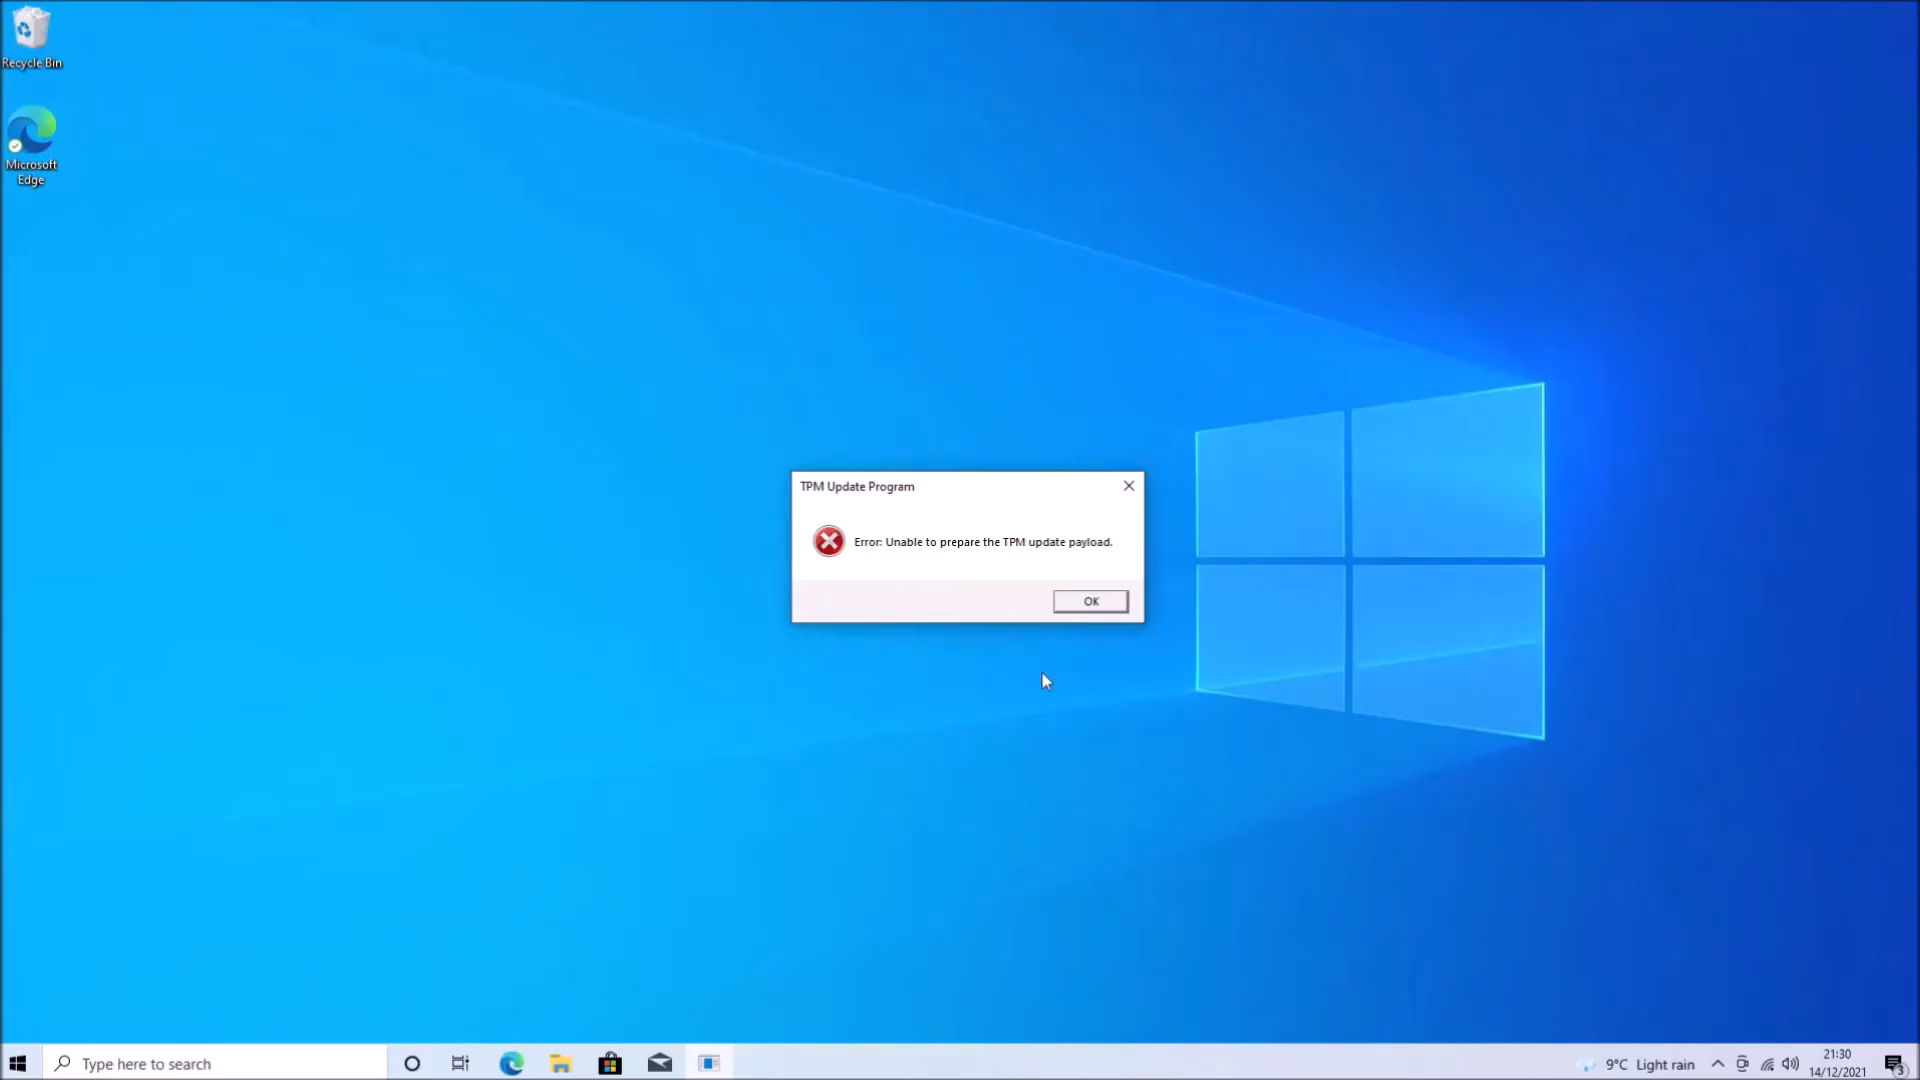 Recycle Bin
Microsoft
Edge
TPM Update Program
Error: Unable to prepare the TPM update payload.
OK
Type here to search
9°C Light rain
21:30
14/12/2021
3